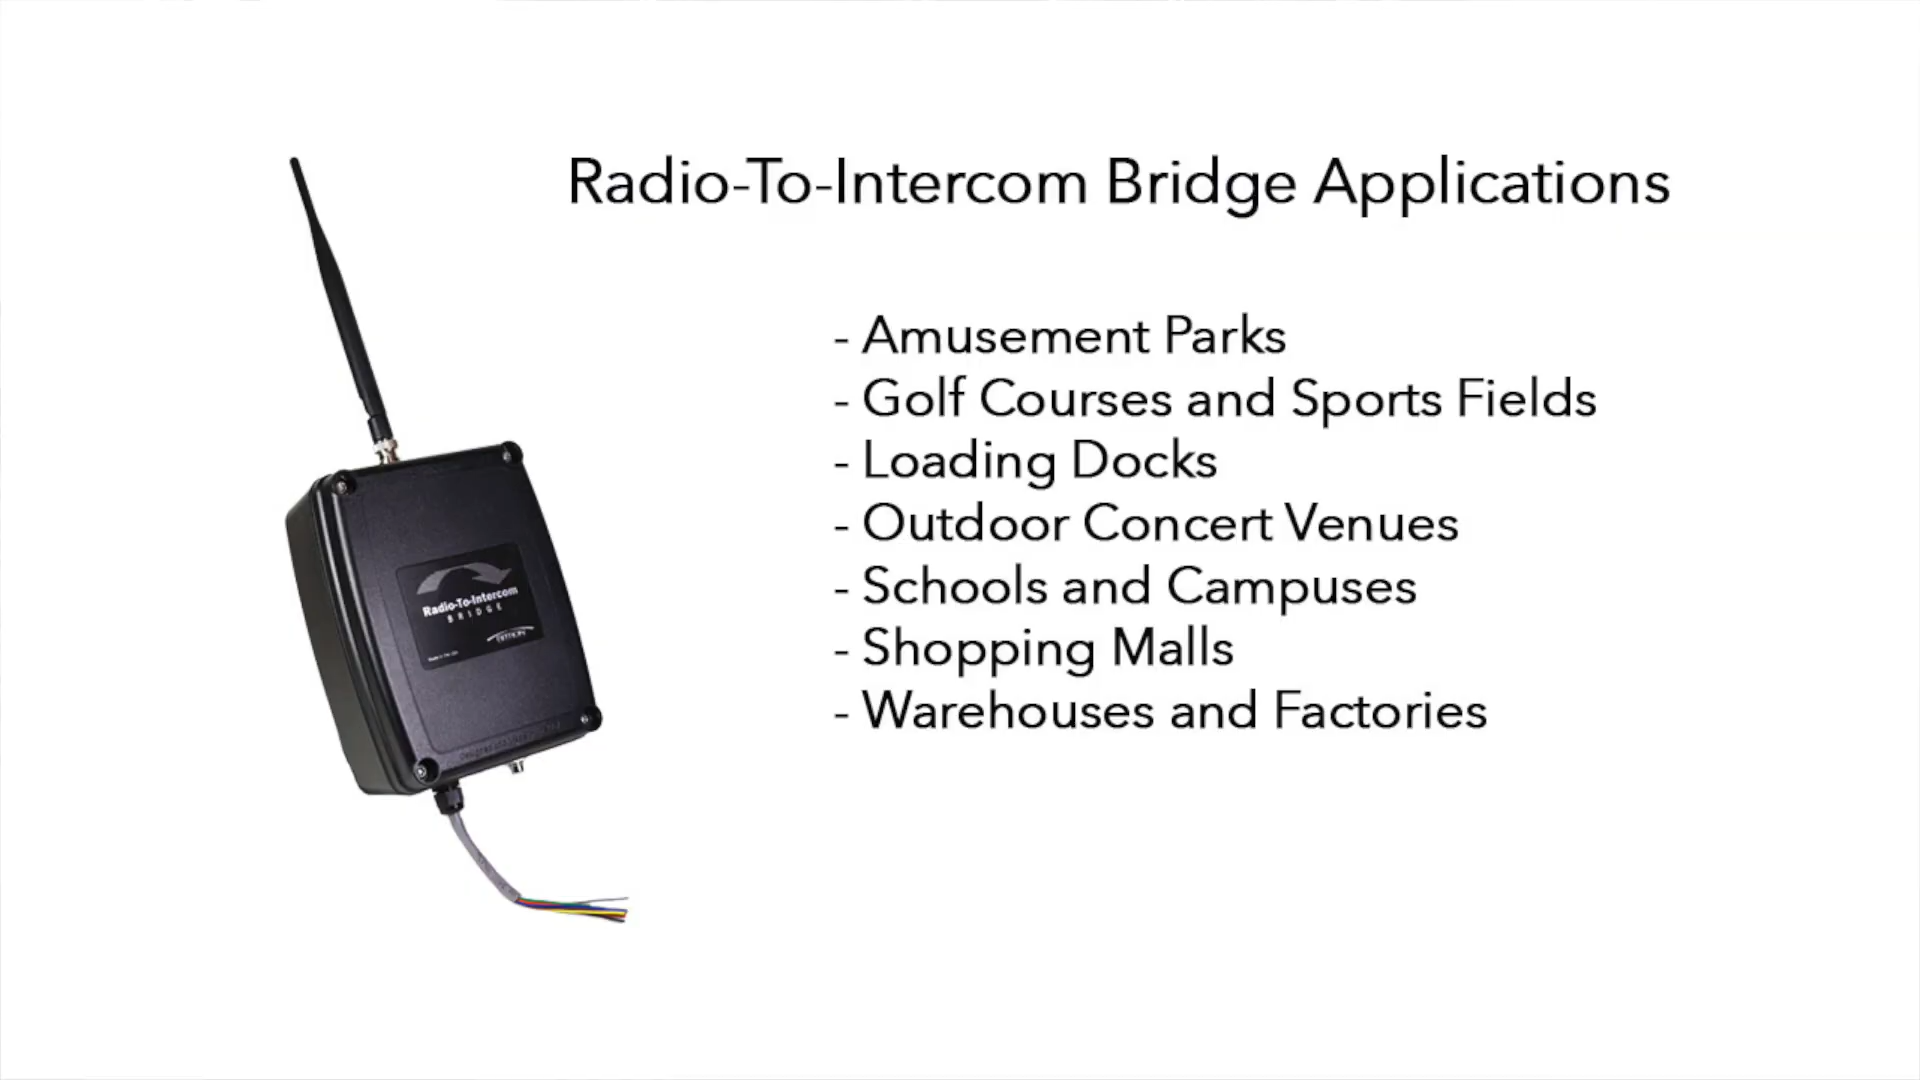 Radio-To-Intercom Bridge Applications
- Amusement Parks
- Golf Courses and Sports Fields
- Loading Docks
- Outdoor Concert Venues
- Schools and Campuses
- Shopping Malls
- Warehouses and Factories
Radio-To-Intercom
BRIDGE